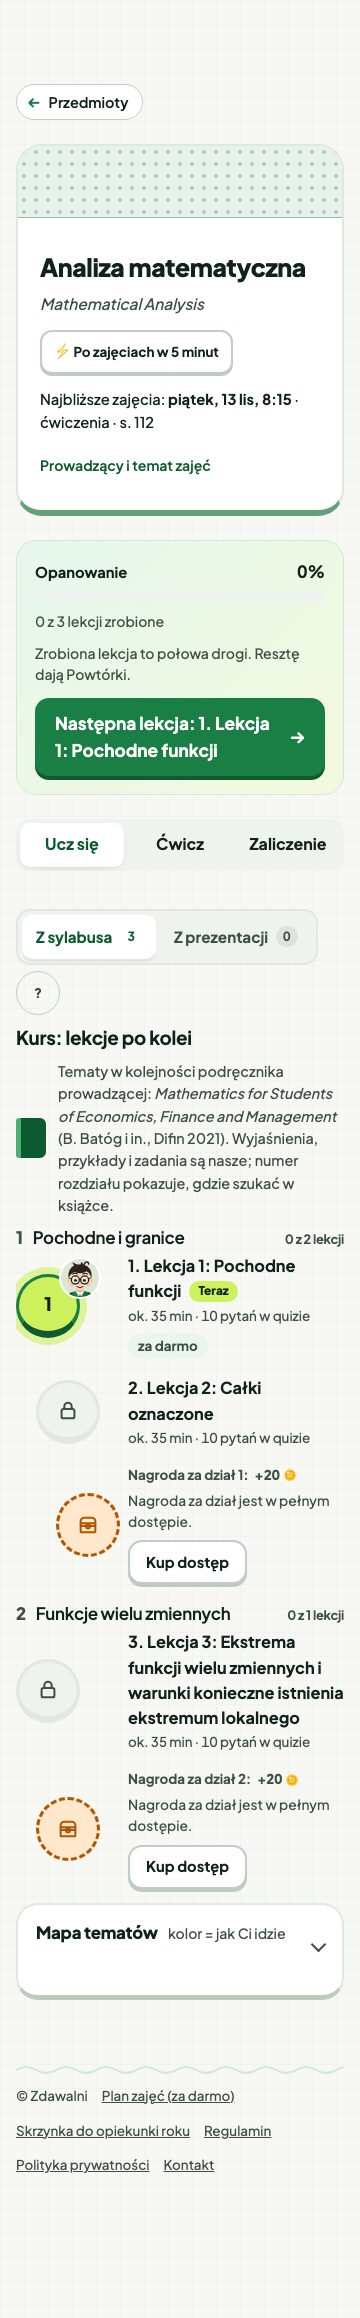 ← Przedmioty
Analiza matematyczna
Mathematical Analysis
⚡ Po zajęciach w 5 minut
Najbliższe zajęcia: piątek, 13 lis, 8:15 ·
ćwiczenia · s. 112
Prowadzący i temat zajęć
Opanowanie 0%
0 z 3 lekcji zrobione
Zrobiona lekcja to połowa drogi. Resztę
dają Powtórki.
Następna lekcja: 1. Lekcja
1: Pochodne funkcji →
Ucz się Ćwicz Zaliczenie
Z sylabusa 3 Z prezentacji 0
?
Kurs: lekcje po kolei
Tematy w kolejności podręcznika
prowadzącej: Mathematics for Students
of Economics, Finance and Management
(B. Batóg i in., Difin 2021). Wyjaśnienia,
przykłady i zadania są nasze; numer
rozdziału pokazuje, gdzie szukać w
książce.
1 Pochodne i granice 0 z 2 lekcji
1
1. Lekcja 1: Pochodne
funkcji Teraz
ok. 35 min · 10 pytań w quizie
za darmo
2. Lekcja 2: Całki
oznaczone
ok. 35 min · 10 pytań w quizie
Nagroda za dział 1: +20
Nagroda za dział jest w pełnym
dostępie.
Kup dostęp
2 Funkcje wielu zmiennych 0 z 1 lekcji
3. Lekcja 3: Ekstrema
funkcji wielu zmiennych i
warunki konieczne istnienia
ekstremum lokalnego
ok. 35 min · 10 pytań w quizie
Nagroda za dział 2: +20
Nagroda za dział jest w pełnym
dostępie.
Kup dostęp
Mapa tematów kolor = jak Ci idzie
© Zdawalni Plan zajęć (za darmo)
Skrzynka do opiekunki roku Regulamin
Polityka prywatności Kontakt